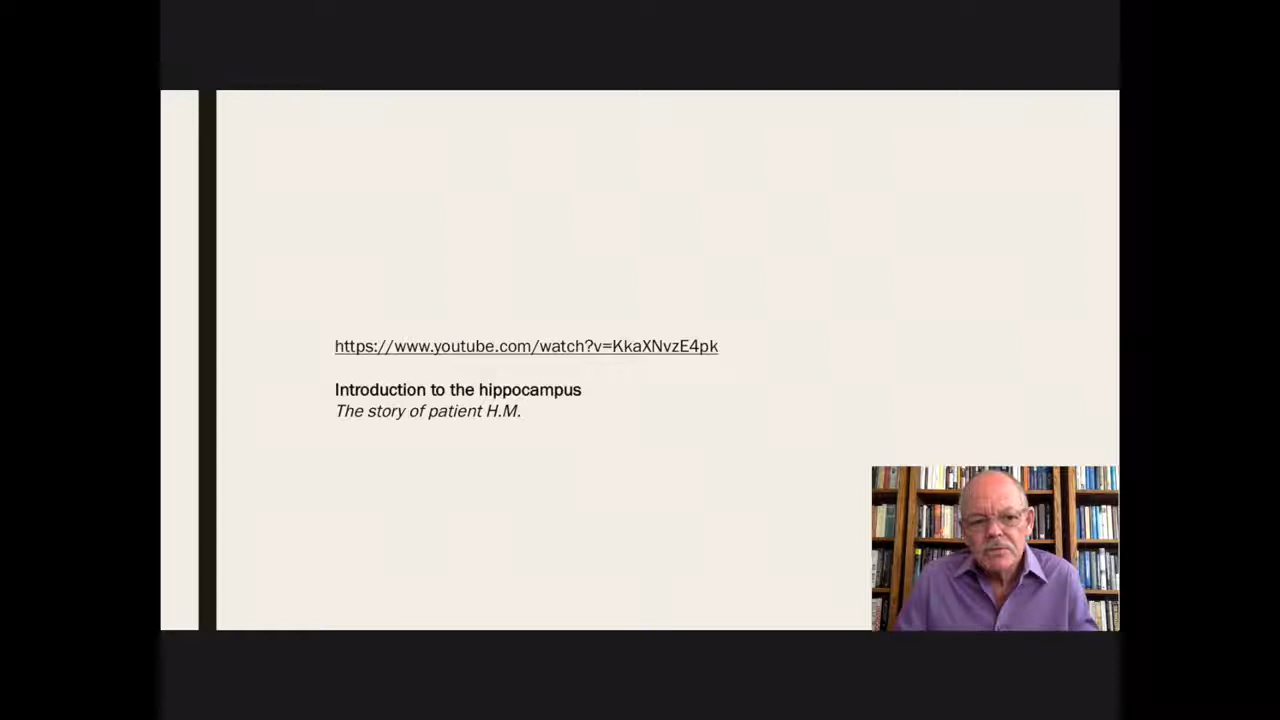 https://www.youtube.com/watch?v=KkaXNvzE4pk
Introduction to the hippocampus
The story of patient H.M.